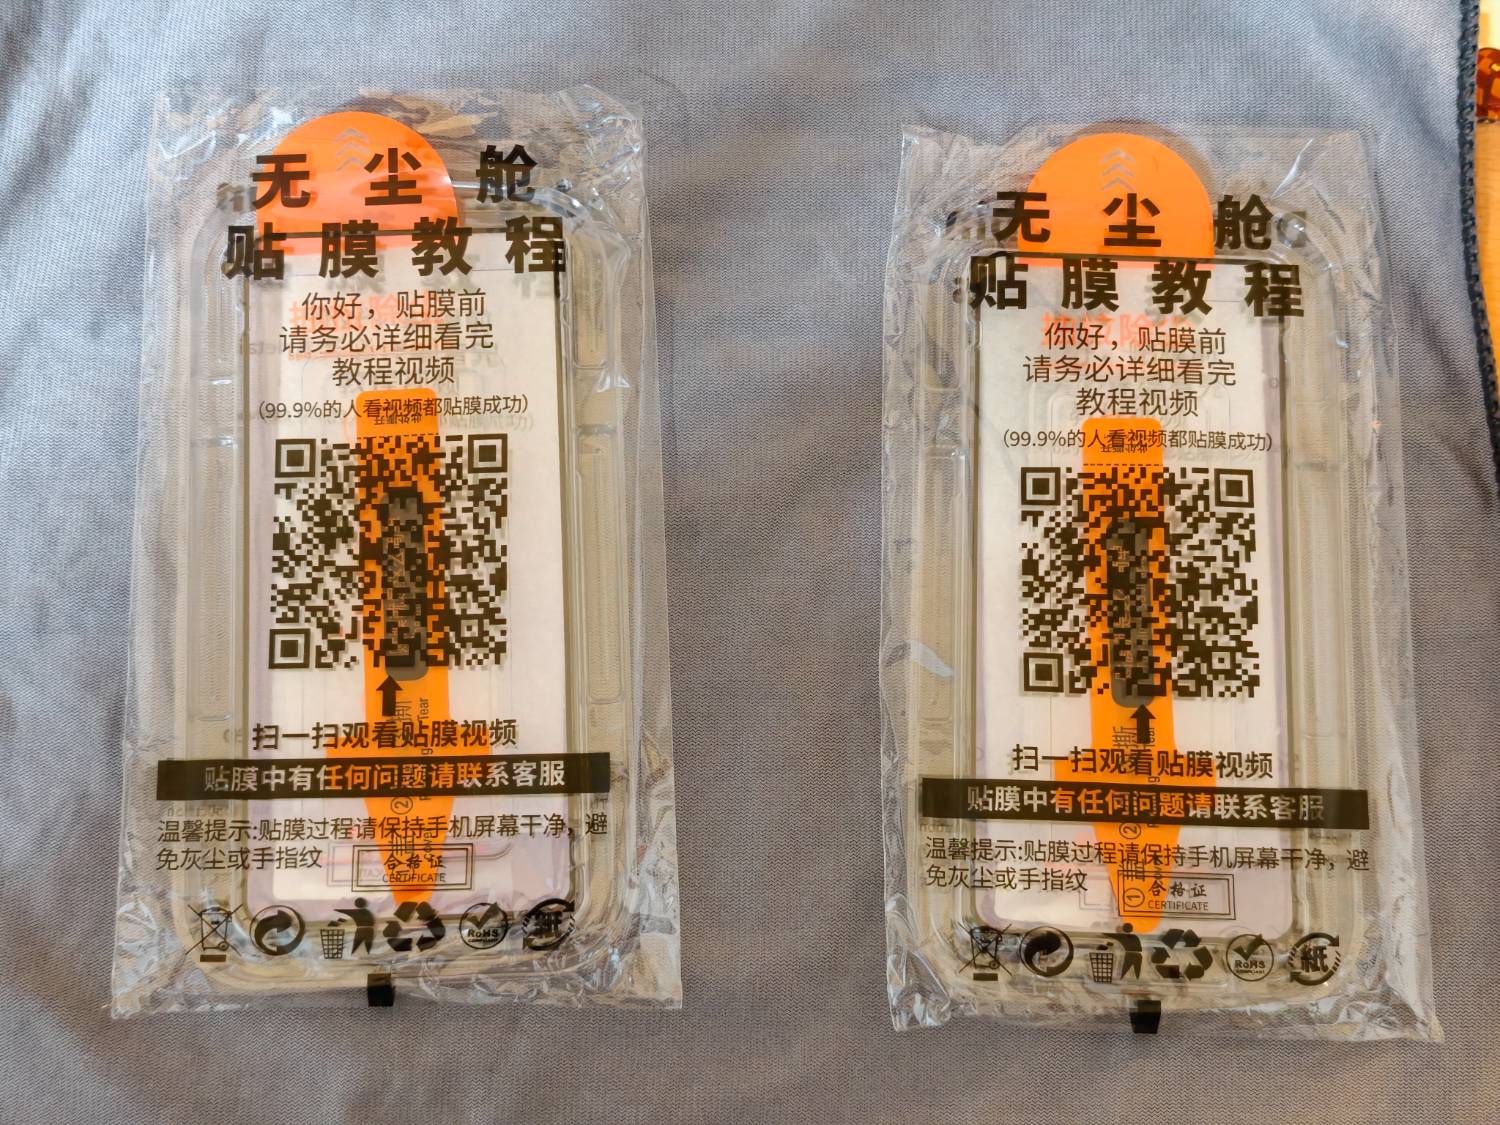 无尘舱
贴膜教程
你好，贴膜前
请务必详细看完
教程视频
(99.9%的人看视频都贴膜成功)
扫一扫观看贴膜视频
贴膜中有任何问题请联系客服
温馨提示:贴膜过程请保持手机屏幕干净，避
免灰尘或手指纹
合格证
CERTIFICATE
RoHS
紙
无尘舱
贴膜教程
你好，贴膜前
请务必详细看完
教程视频
(99.9%的人看视频都贴膜成功)
扫一扫观看贴膜视频
贴膜中有任何问题请联系客服
温馨提示:贴膜过程请保持手机屏幕干净，避
免灰尘或手指纹
合格证
CERTIFICATE
RoHS
紙